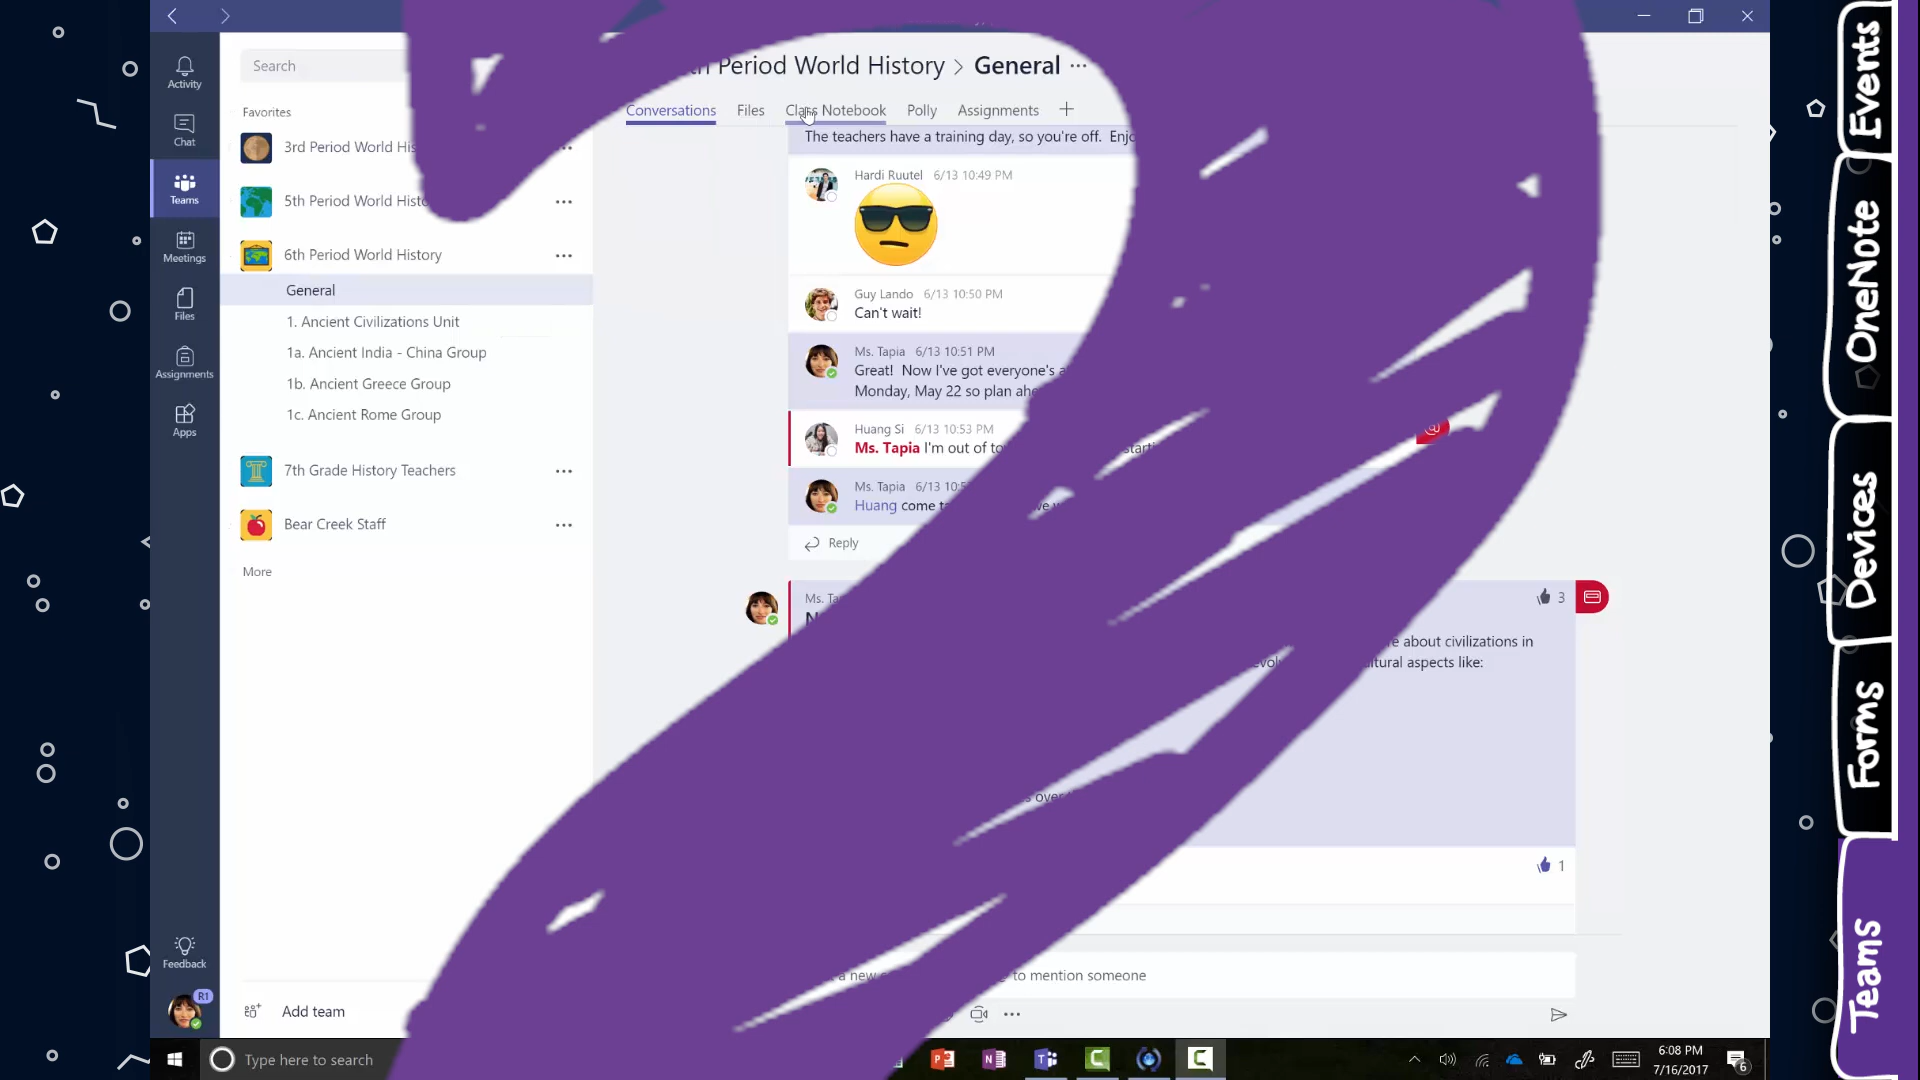 Search
Activity
Chat
Teams
Meetings
Files
Assignments
Apps
Feedback
R1
Favorites
3rd Period World
5th Period World
6th Period World History
General
1. Ancient Civilizations Unit
1a. Ancient India - China Group
1b. Ancient Greece Group
1c. Ancient Rome Group
7th Grade History Teachers
Bear Creek Staff
More
Add team
Period World History > General ...
Conversations Files Class Notebook Polly Assignments +
The teachers have a training day, so you're off.
Hardi Ruutel 6/13 10:49 PM
Guy Lando 6/13 10:50 PM
Can't wait!
Ms. Tapia 6/13 10:51 PM
Great! Now I've got everyone's
Monday, May 22 so plan
Huang Si 6/13 10:53 PM
Ms. Tapia I'm out of
Ms. Tapia 6/13
Huang come
Reply
Ms.
3
about civilizations in
aspects like:
over
1
a new to mention someone
Type here to search
6:08 PM
7/16/2017
6
Events
OneNote
Devices
Forms
Teams